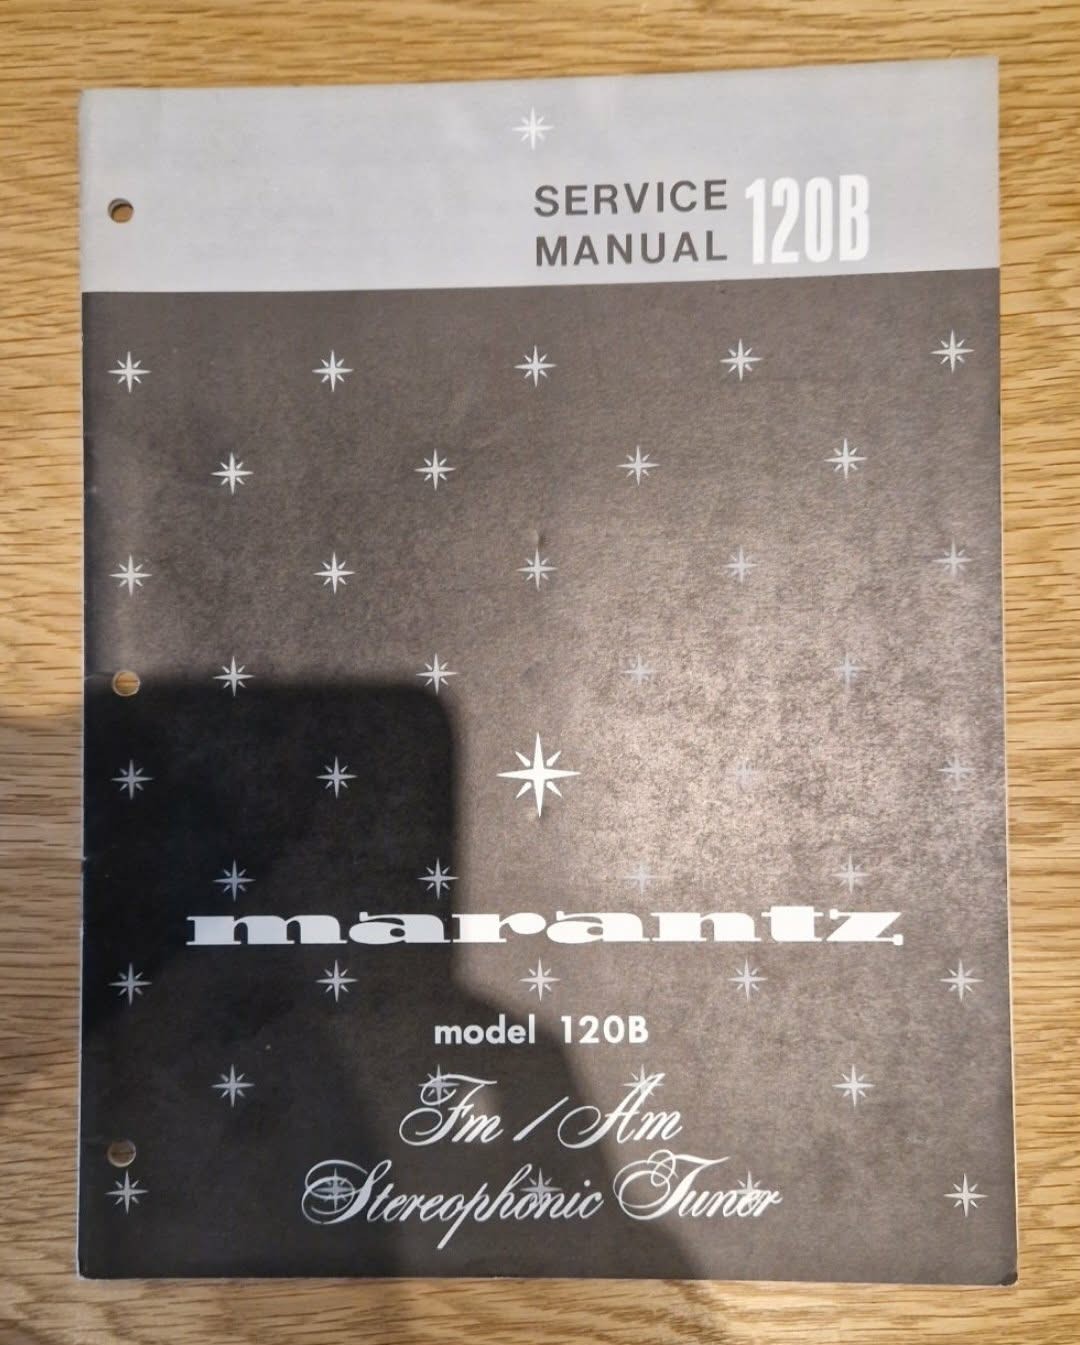 SERVICE
MANUAL 120B
marantz
model 120B
Fm / Am
Stereophonic Tuner